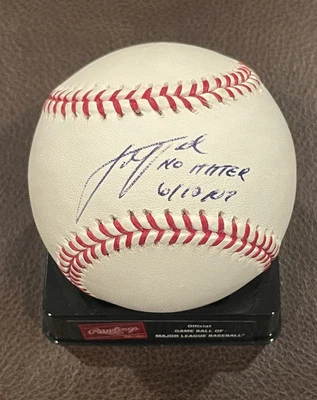 NO HITTER
6/12/07
Rawlings
Official
GAME BALL OF
MAJOR LEAGUE BASEBALL